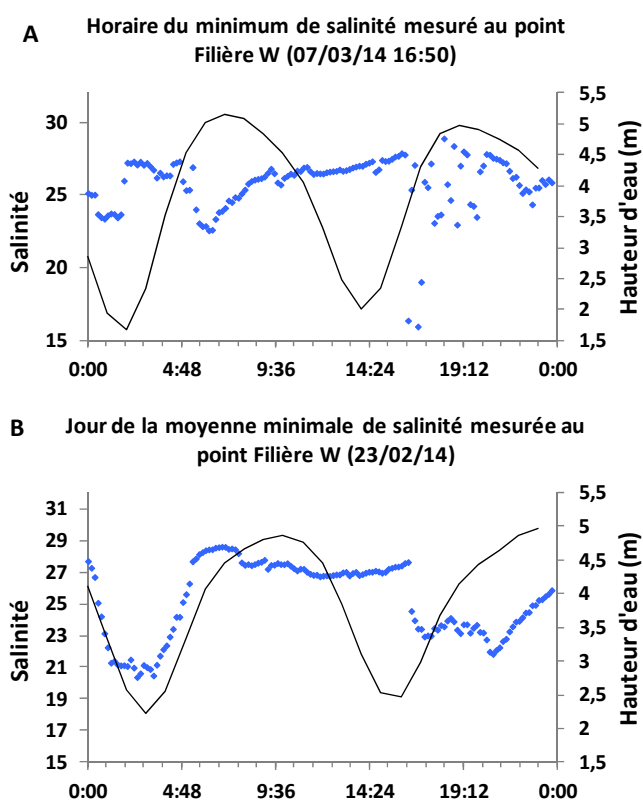 A
Horaire du minimum de salinité mesuré au point
Filière W (07/03/14 16:50)
30
25
20
15
Salinité
5,5
5
4,5
4
3,5
3
2,5
2
1,5
Hauteur d'eau (m)
0:00 4:48 9:36 14:24 19:12 0:00
B
Jour de la moyenne minimale de salinité mesurée au
point Filière W (23/02/14)
31
29
27
25
23
21
19
17
15
Salinité
5,5
5
4,5
4
3,5
3
2,5
2
1,5
Hauteur d'eau (m)
0:00 4:48 9:36 14:24 19:12 0:00